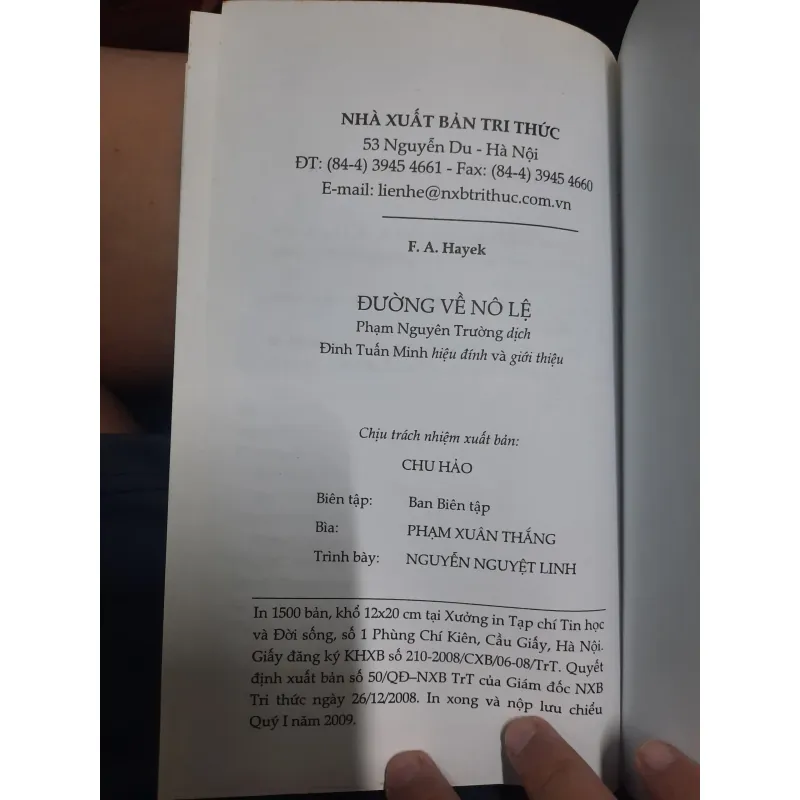 NHÀ XUẤT BẢN TRI THỨC
53 Nguyễn Du - Hà Nội
ĐT: (84-4) 3945 4661 - Fax: (84-4) 3945 4660
E-mail: lienhe@nxbtrithuc.com.vn
F. A. Hayek
ĐƯỜNG VỀ NÔ LỆ
Phạm Nguyên Trường dịch
Đinh Tuấn Minh hiệu đính và giới thiệu
Chịu trách nhiệm xuất bản:
CHU HẢO
Biên tập: Ban Biên tập
Bìa: PHẠM XUÂN THẮNG
Trình bày: NGUYỄN NGUYỆT LINH
In 1500 bản, khổ 12x20 cm tại Xưởng in Tạp chí Tin học
và Đời sống, số 1 Phùng Chí Kiên, Cầu Giấy, Hà Nội.
Giấy đăng ký KHXB số 210-2008/CXB/06-08/TrT. Quyết
định xuất bản số 50/QĐ–NXB TrT của Giám đốc NXB
Tri thức ngày 26/12/2008. In xong và nộp lưu chiếu
Quý I năm 2009.